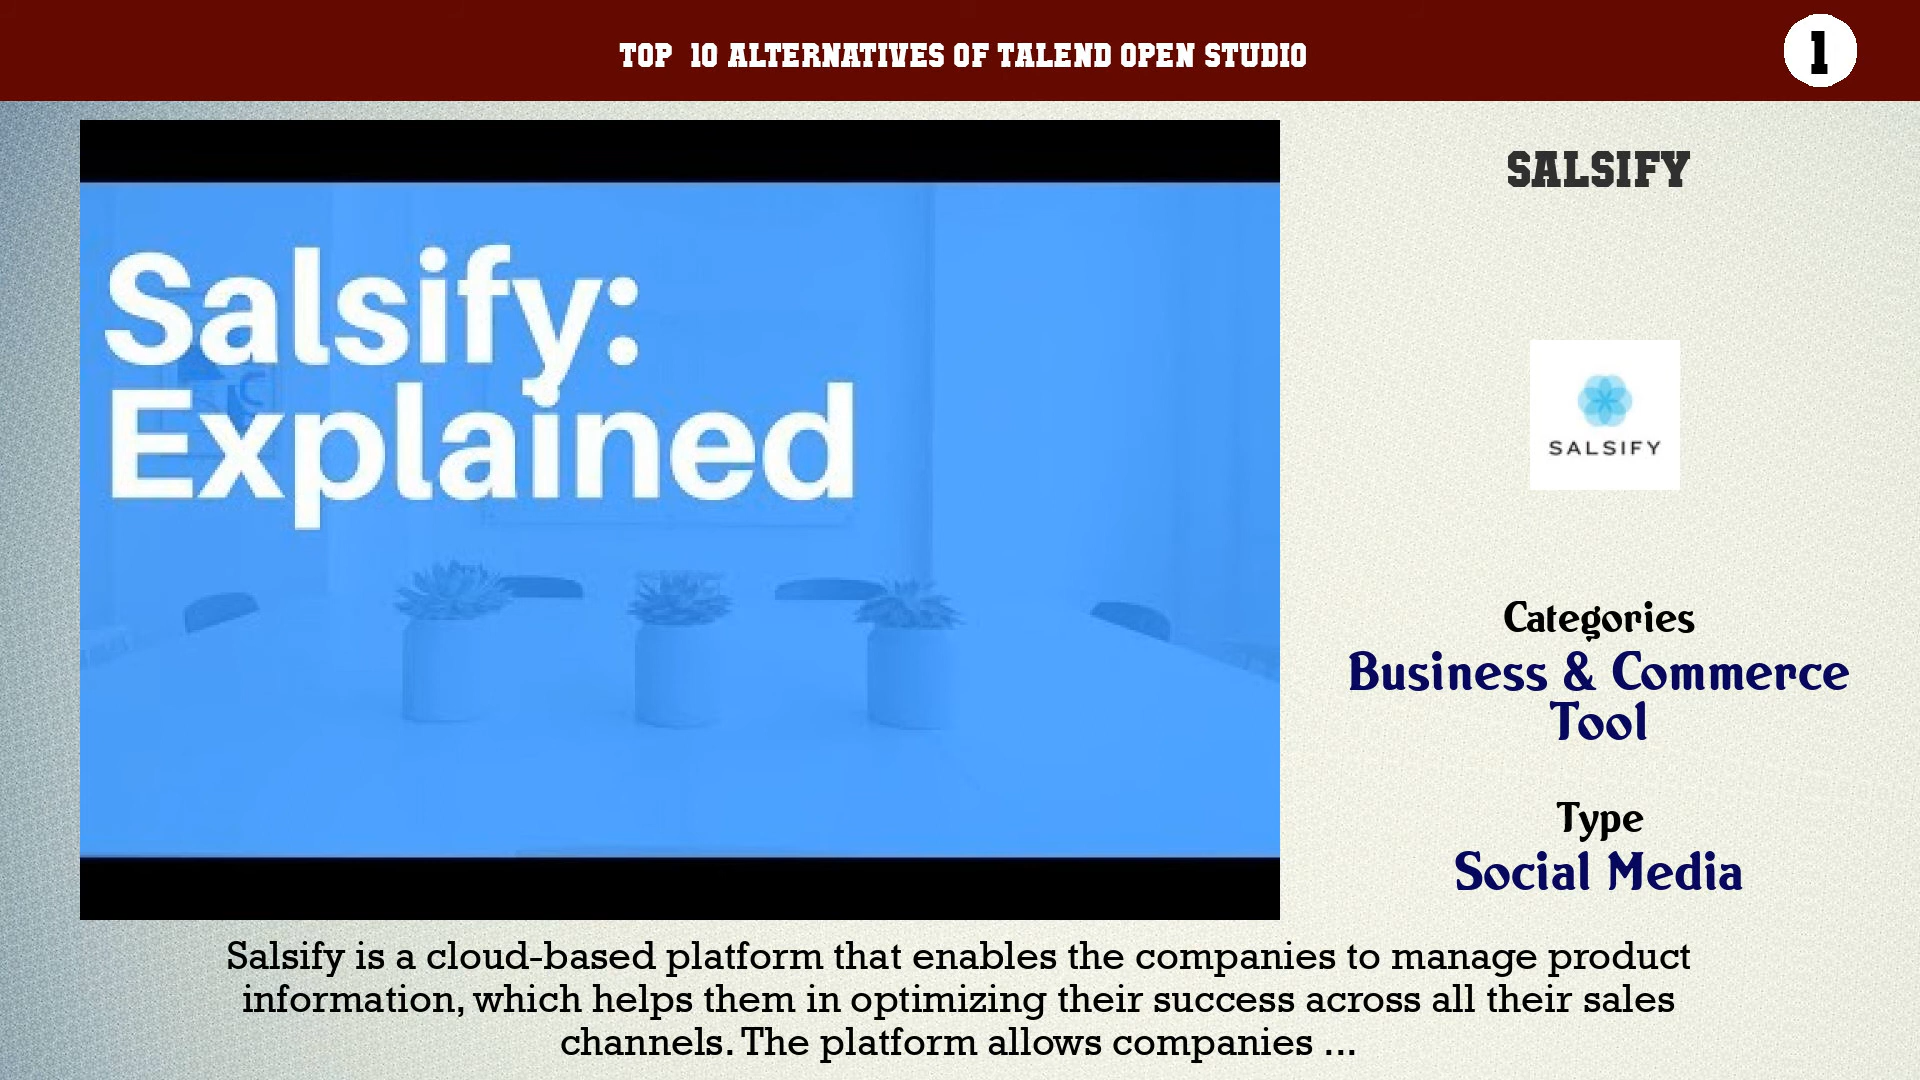 TOP 10 ALTERNATIVES OF TALEND OPEN STUDIO
1
Salsify:
Explained
SALSIFY
SALSIFY
Categories
Business & Commerce
Tool
Type
Social Media
Salsify is a cloud-based platform that enables the companies to manage product
information, which helps them in optimizing their success across all their sales
channels. The platform allows companies ...